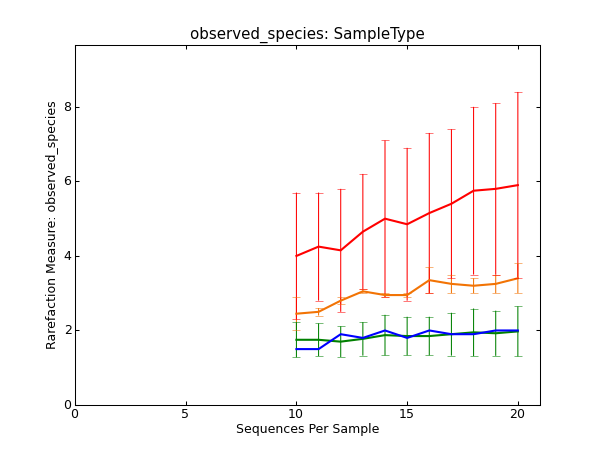 observed_species: SampleType
Rarefaction Measure: observed_species
8
6
4
2
0
0 5 10 15 20
Sequences Per Sample